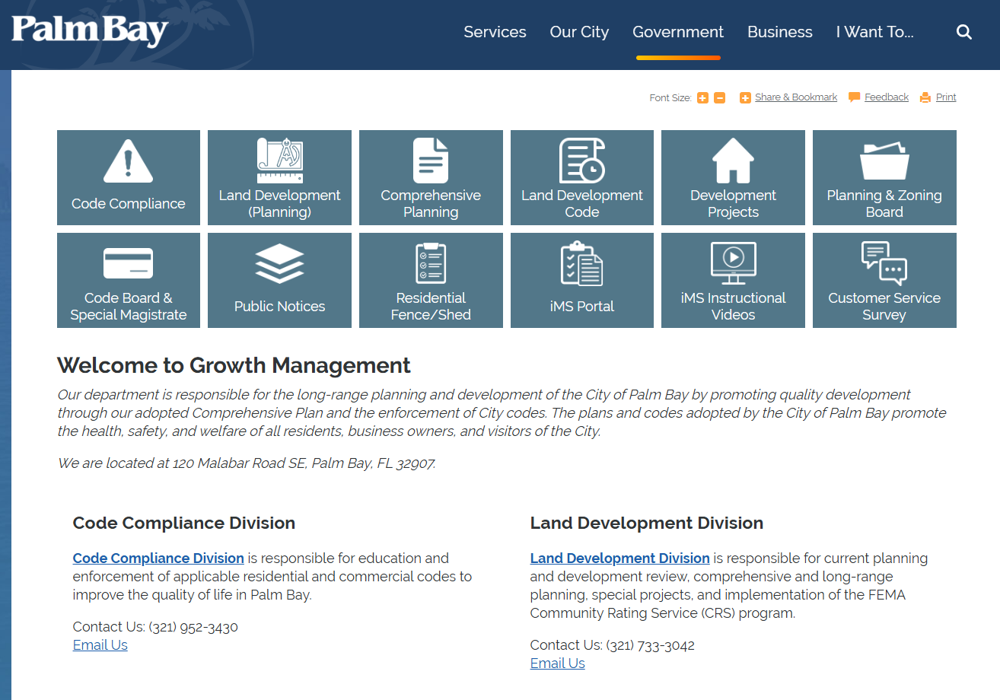 Palm Bay
Services Our City Government Business I Want To...
Font Size: Share & Bookmark Feedback Print
Code Compliance
Land Development
(Planning)
Comprehensive
Planning
Land Development
Code
Development
Projects
Planning & Zoning
Board
Code Board &
Special Magistrate
Public Notices
Residential
Fence/Shed
iMS Portal
iMS Instructional
Videos
Customer Service
Survey
Welcome to Growth Management
Our department is responsible for the long-range planning and development of the City of Palm Bay by promoting quality development
through our adopted Comprehensive Plan and the enforcement of City codes. The plans and codes adopted by the City of Palm Bay promote
the health, safety, and welfare of all residents, business owners, and visitors of the City.
We are located at 120 Malabar Road SE, Palm Bay, FL 32907.
Code Compliance Division
Code Compliance Division is responsible for education and
enforcement of applicable residential and commercial codes to
improve the quality of life in Palm Bay.
Contact Us: (321) 952-3430
Email Us
Land Development Division
Land Development Division is responsible for current planning
and development review, comprehensive and long-range
planning, special projects, and implementation of the FEMA
Community Rating Service (CRS) program.
Contact Us: (321) 733-3042
Email Us